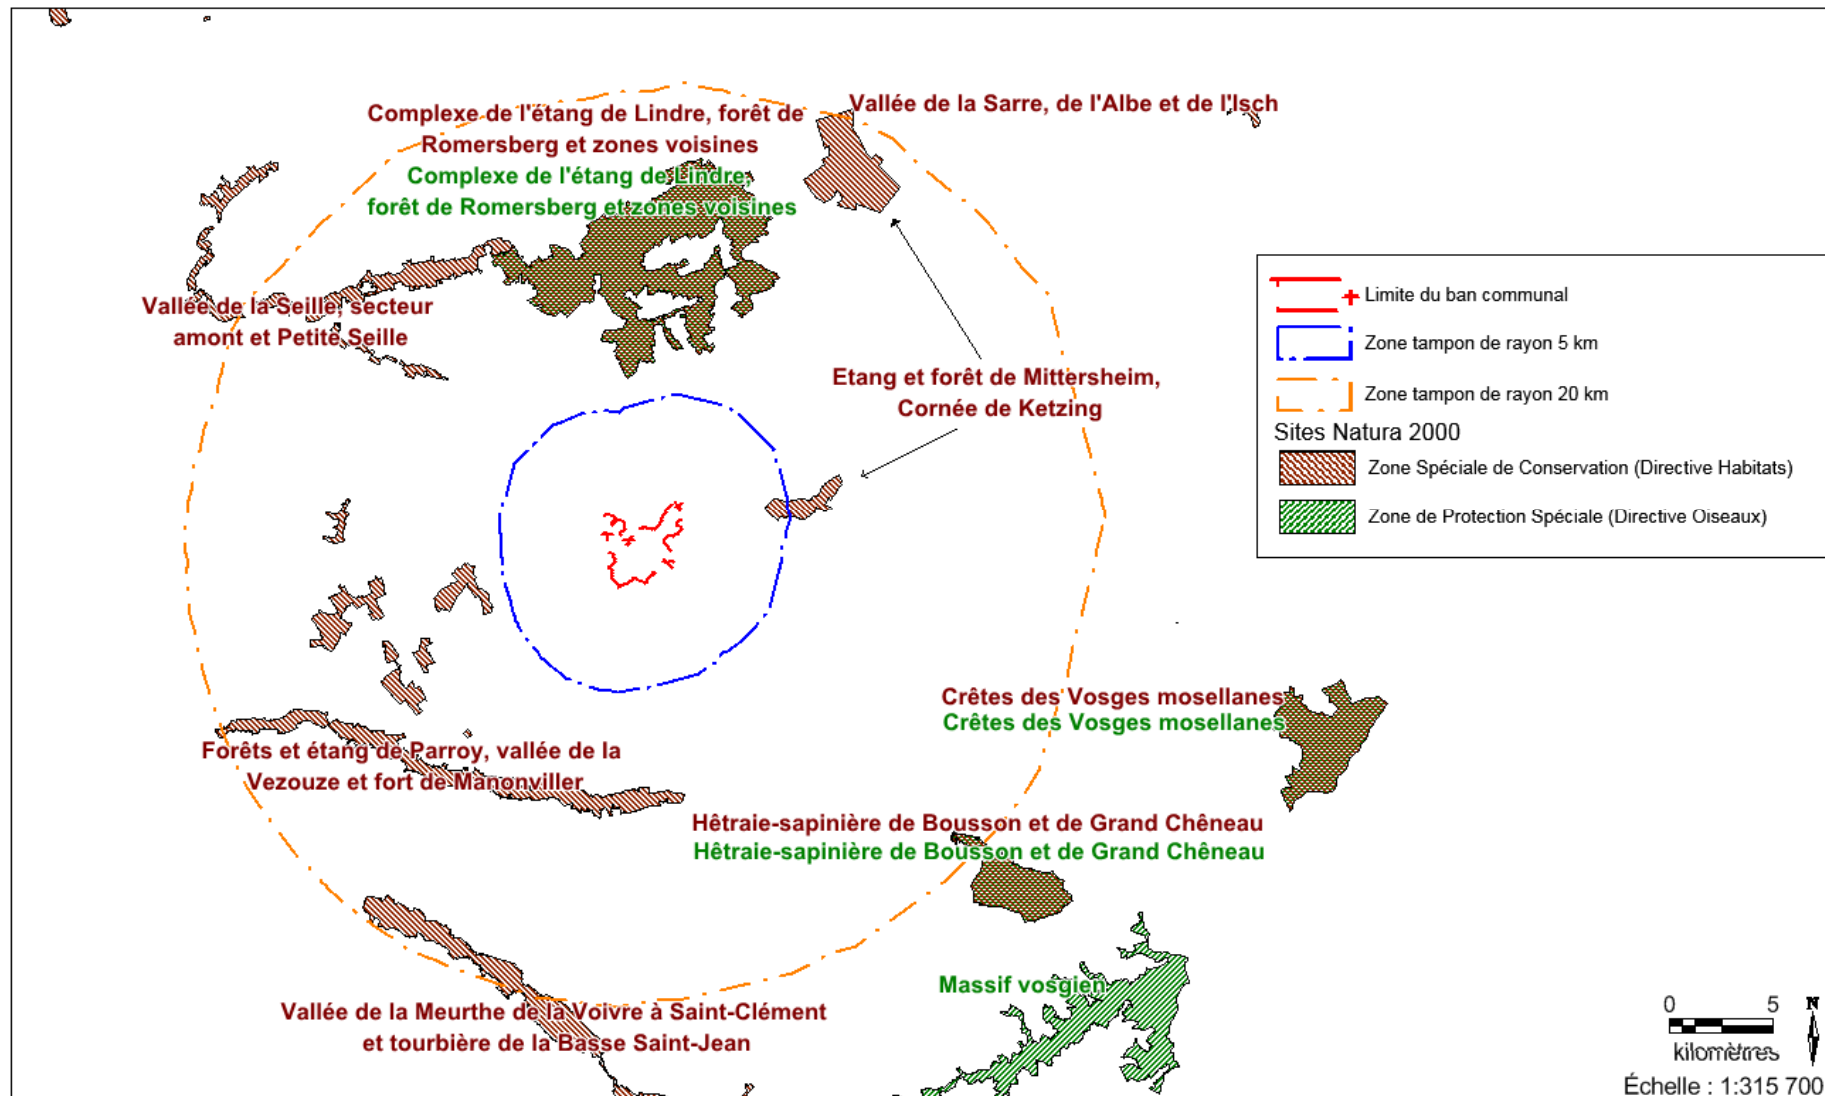 Complexe de l'étang de Lindre, forêt de
Romersberg et zones voisines
Complexe de l'étang de Lindre,
forêt de Romersberg et zones voisines
Vallée de la Sarre, de l'Albe et de l'Isch
Vallée de la Seille, secteur
amont et Petite Seille
Etang et forêt de Mittersheim,
Cornée de Ketzing
Limite du ban communal
Zone tampon de rayon 5 km
Zone tampon de rayon 20 km
Sites Natura 2000
Zone Spéciale de Conservation (Directive Habitats)
Zone de Protection Spéciale (Directive Oiseaux)
Crêtes des Vosges mosellanes
Crêtes des Vosges mosellanes
Forêts et étang de Parroy, vallée de la
Vezouze et fort de Manonviller
Hêtraie-sapinière de Bousson et de Grand Chêneau
Hêtraie-sapinière de Bousson et de Grand Chêneau
Massif vosgien
Vallée de la Meurthe de la Voivre à Saint-Clément
et tourbière de la Basse Saint-Jean
0 5 N
kilomètres
Échelle : 1:315 700